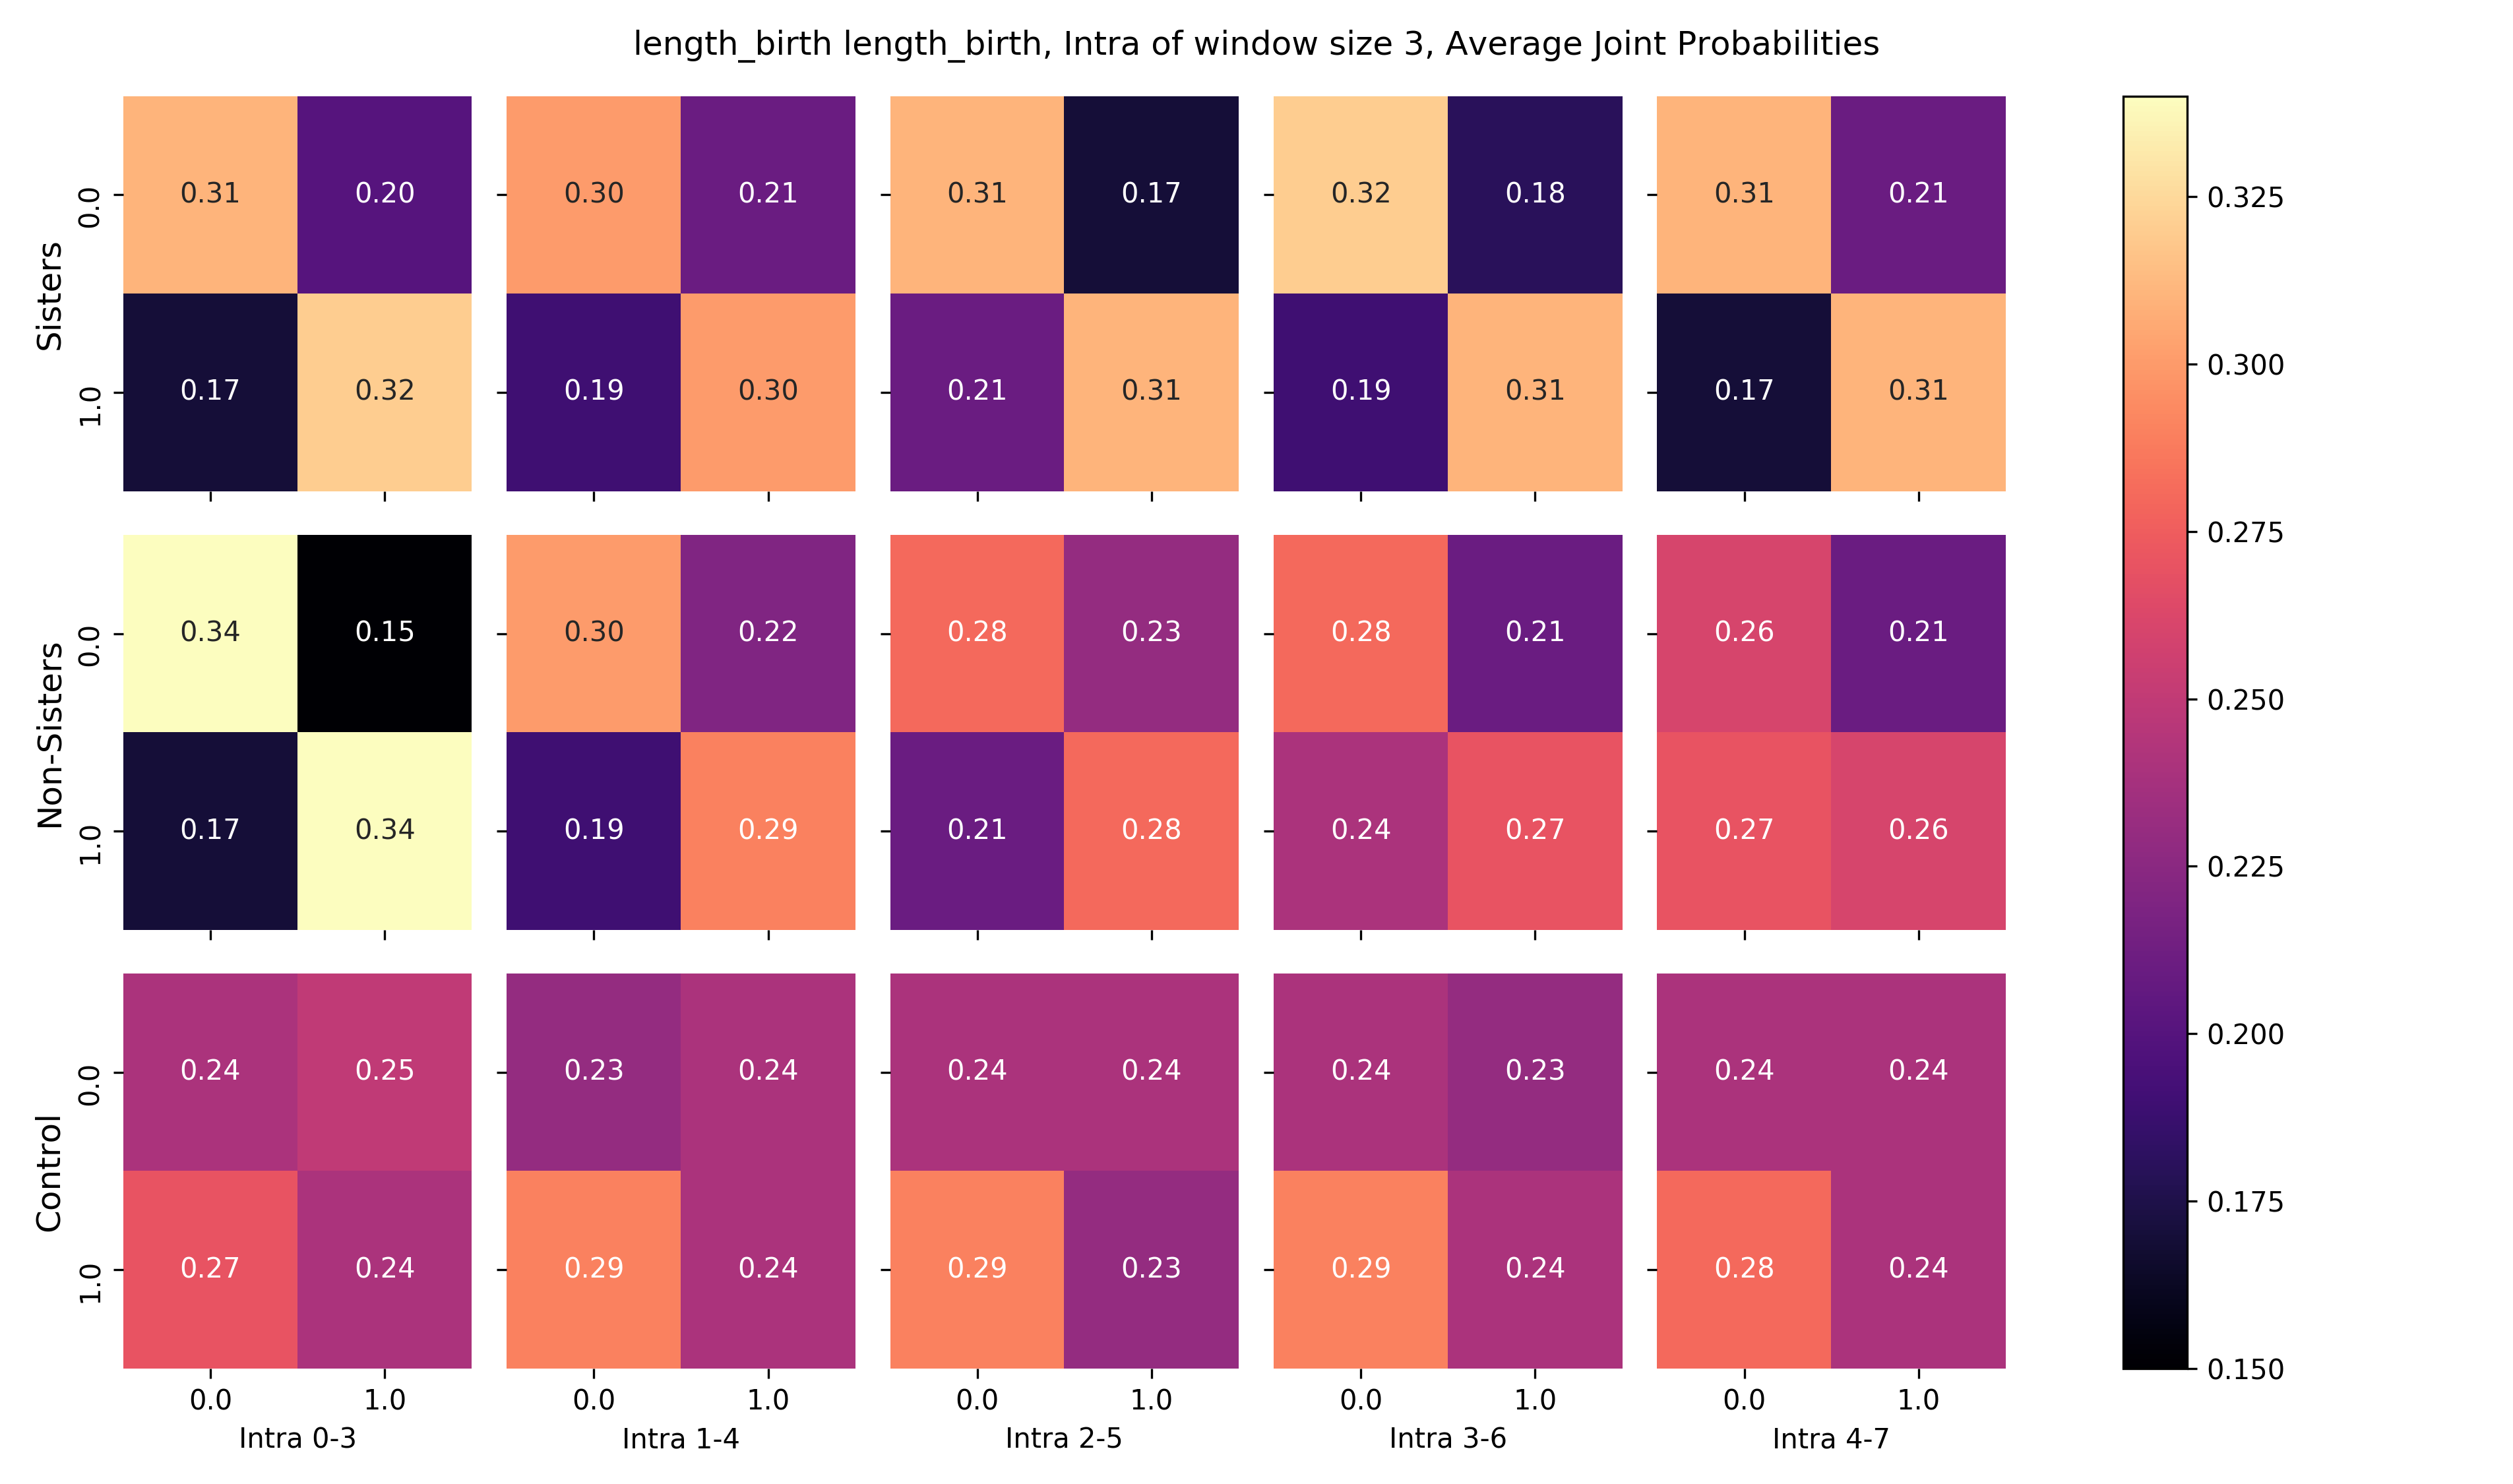 length_birth length_birth, Intra of window size 3, Average Joint Probabilities
Sisters
0.0
0.31 0.20 0.30 0.21 0.31 0.17 0.32 0.18 0.31 0.21
1.0
0.17 0.32 0.19 0.30 0.21 0.31 0.19 0.31 0.17 0.31
Non-Sisters
0.0
0.34 0.15 0.30 0.22 0.28 0.23 0.28 0.21 0.26 0.21
1.0
0.17 0.34 0.19 0.29 0.21 0.28 0.24 0.27 0.27 0.26
Control
0.0
0.24 0.25 0.23 0.24 0.24 0.24 0.24 0.23 0.24 0.24
1.0
0.27 0.24 0.29 0.24 0.29 0.23 0.29 0.24 0.28 0.24
0.0 1.0 0.0 1.0 0.0 1.0 0.0 1.0 0.0 1.0
Intra 0-3 Intra 1-4 Intra 2-5 Intra 3-6 Intra 4-7
0.325
0.300
0.275
0.250
0.225
0.200
0.175
0.150